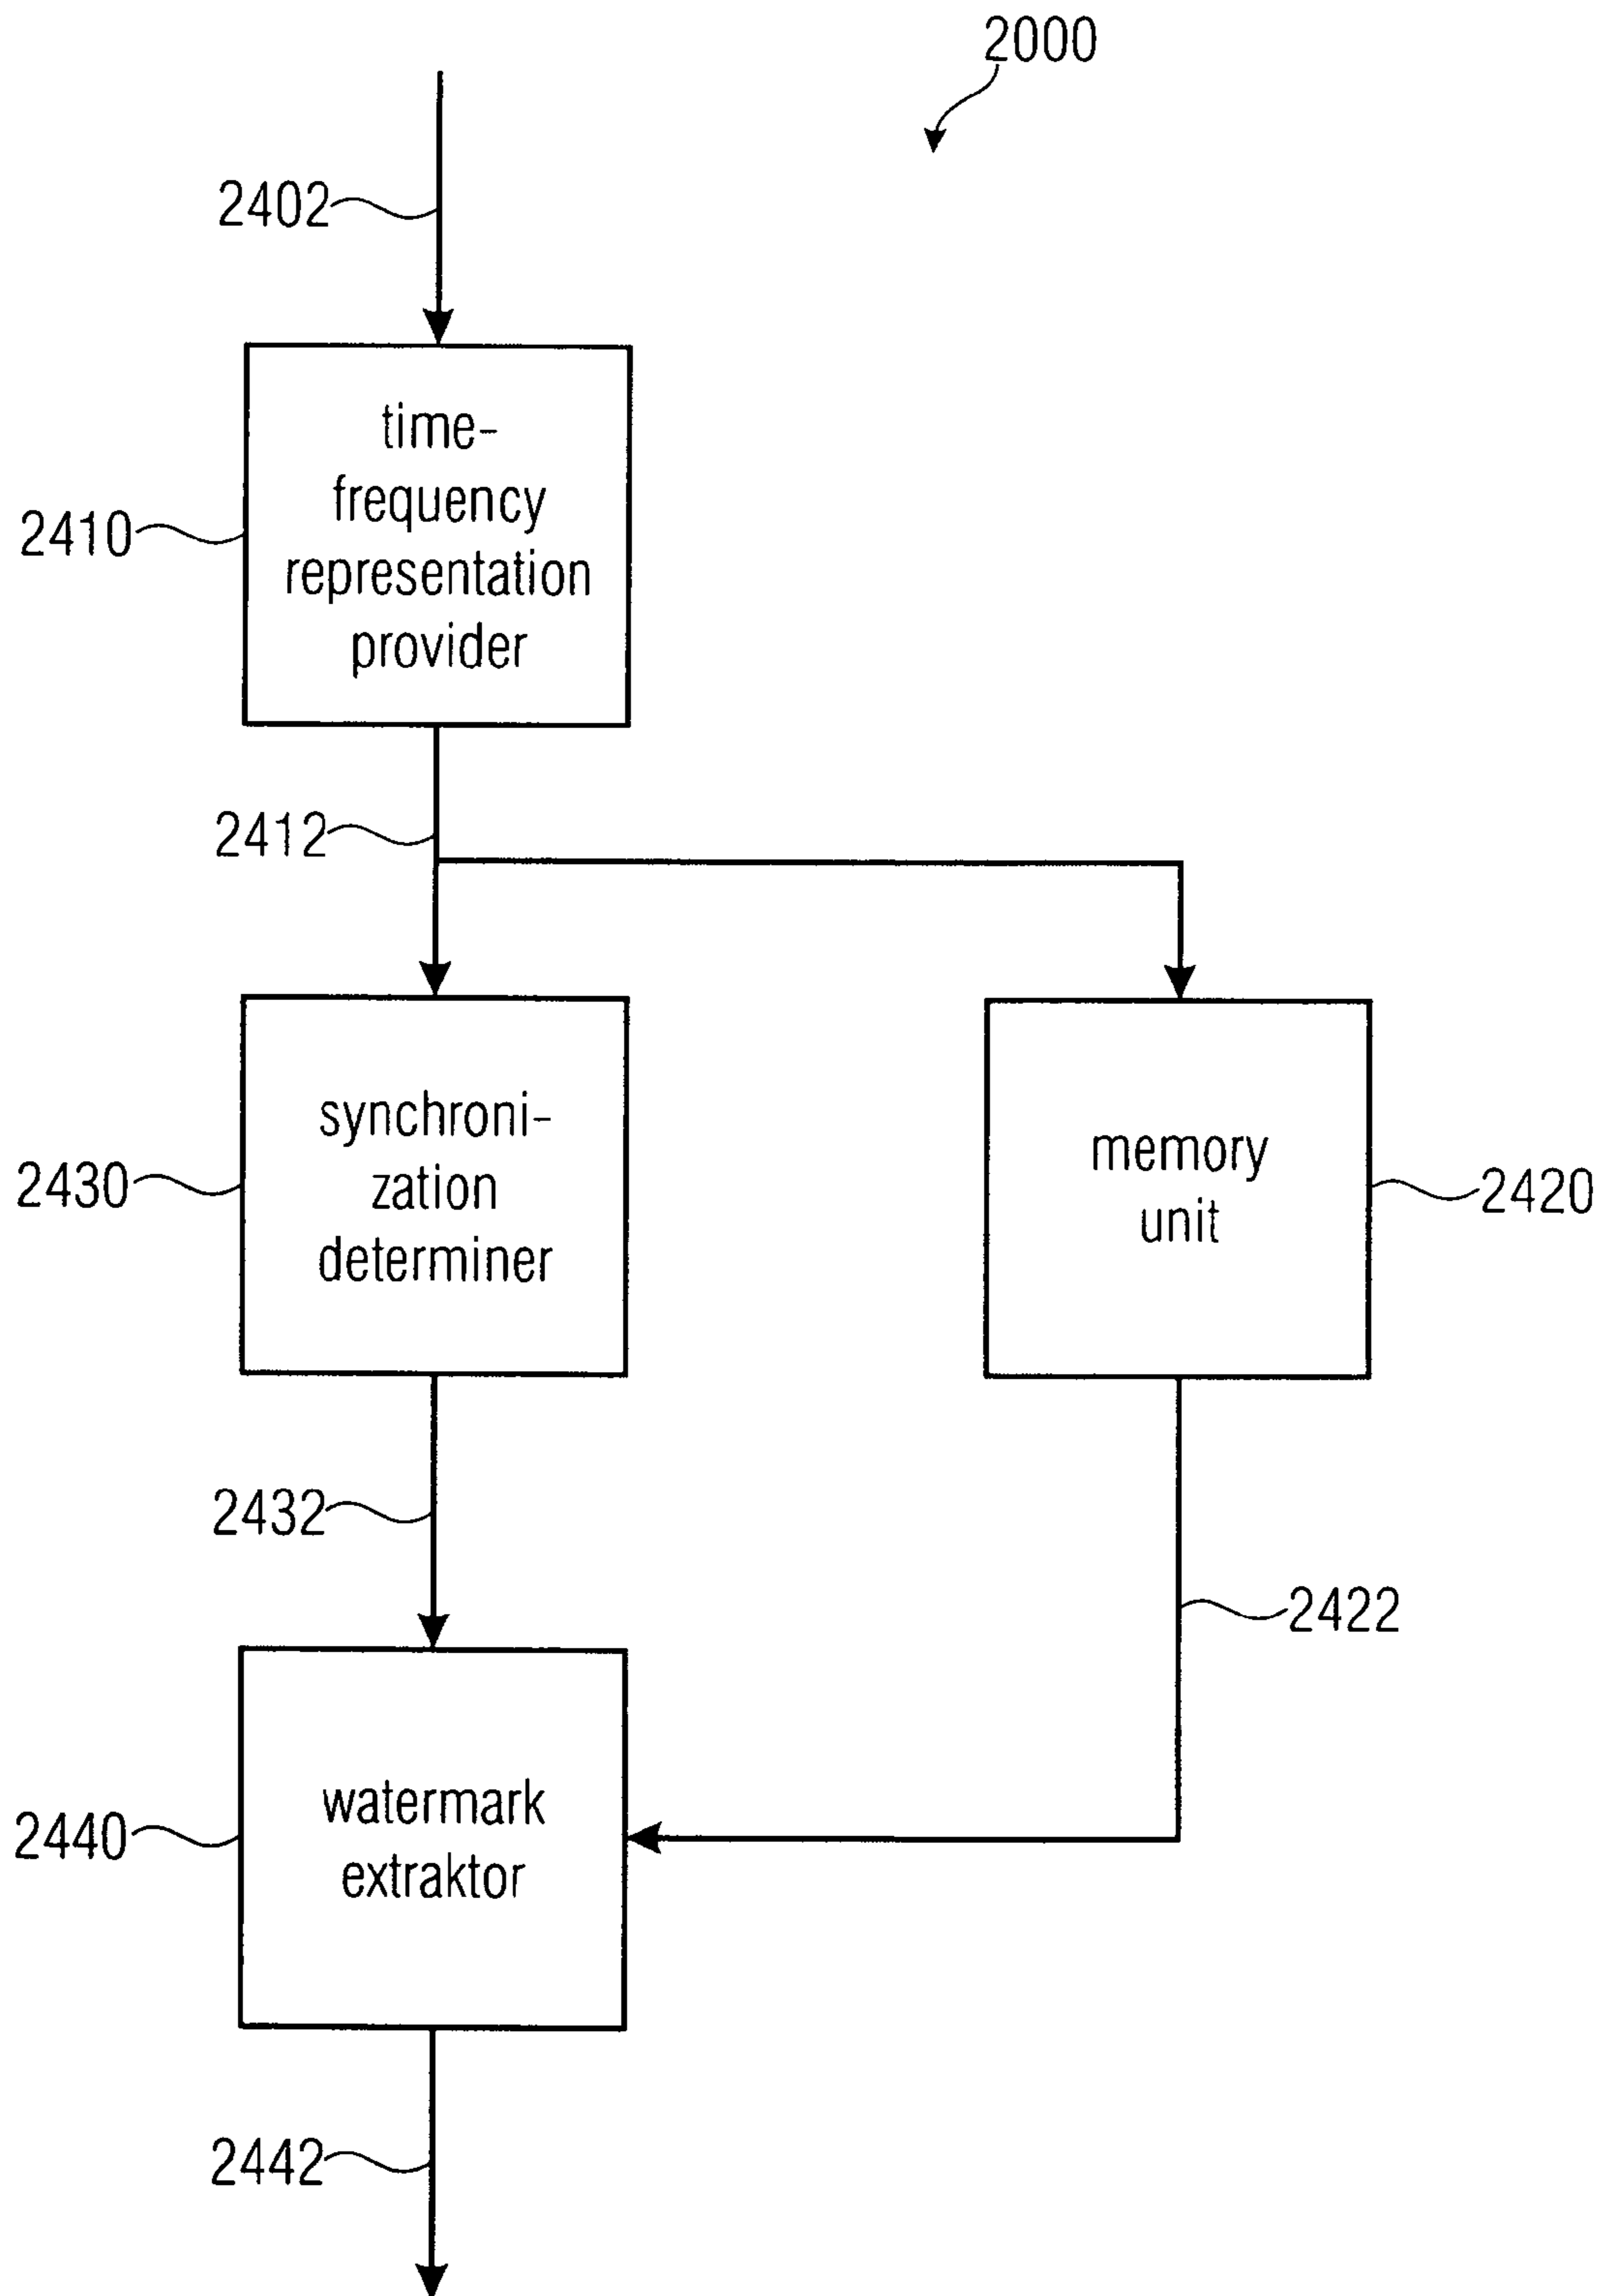 2000
2402
time-
frequency
representation
provider
2410
2412
synchroni-
zation
determiner
2430
memory
unit
2420
2432
2422
watermark
extraktor
2440
2442